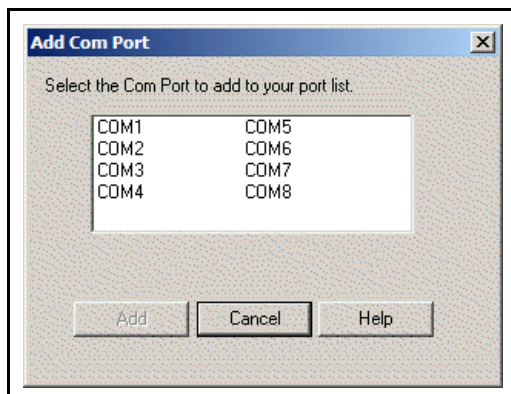 Add Com Port
Select the Com Port to add to your port list.
COM1 COM5
COM2 COM6
COM3 COM7
COM4 COM8
Add Cancel Help